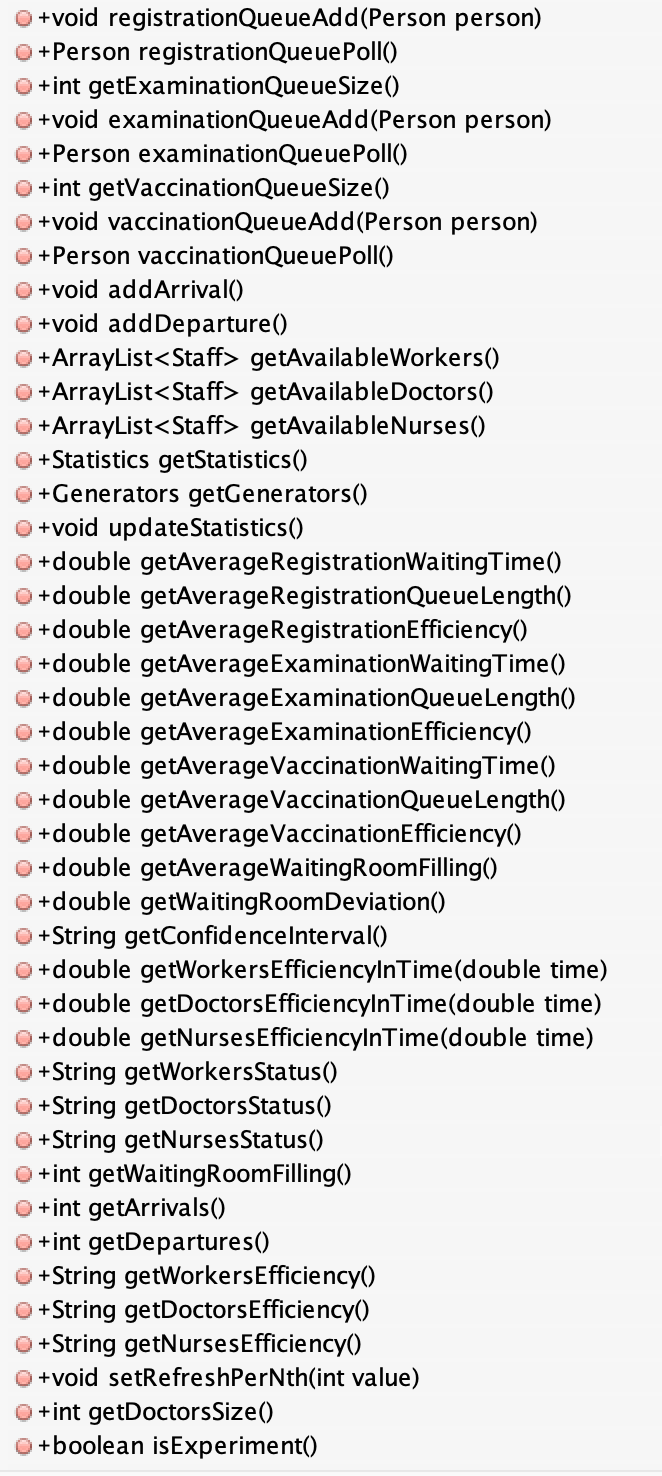 +void registrationQueueAdd(Person person)
+Person registrationQueuePoll()
+int getExaminationQueueSize()
+void examinationQueueAdd(Person person)
+Person examinationQueuePoll()
+int getVaccinationQueueSize()
+void vaccinationQueueAdd(Person person)
+Person vaccinationQueuePoll()
+void addArrival()
+void addDeparture()
+ArrayList<Staff> getAvailableWorkers()
+ArrayList<Staff> getAvailableDoctors()
+ArrayList<Staff> getAvailableNurses()
+Statistics getStatistics()
+Generators getGenerators()
+void updateStatistics()
+double getAverageRegistrationWaitingTime()
+double getAverageRegistrationQueueLength()
+double getAverageRegistrationEfficiency()
+double getAverageExaminationWaitingTime()
+double getAverageExaminationQueueLength()
+double getAverageExaminationEfficiency()
+double getAverageVaccinationWaitingTime()
+double getAverageVaccinationQueueLength()
+double getAverageVaccinationEfficiency()
+double getAverageWaitingRoomFilling()
+double getWaitingRoomDeviation()
+String getConfidenceInterval()
+double getWorkersEfficiencyInTime(double time)
+double getDoctorsEfficiencyInTime(double time)
+double getNursesEfficiencyInTime(double time)
+String getWorkersStatus()
+String getDoctorsStatus()
+String getNursesStatus()
+int getWaitingRoomFilling()
+int getArrivals()
+int getDepartures()
+String getWorkersEfficiency()
+String getDoctorsEfficiency()
+String getNursesEfficiency()
+void setRefreshPerNth(int value)
+int getDoctorsSize()
+boolean isExperiment()